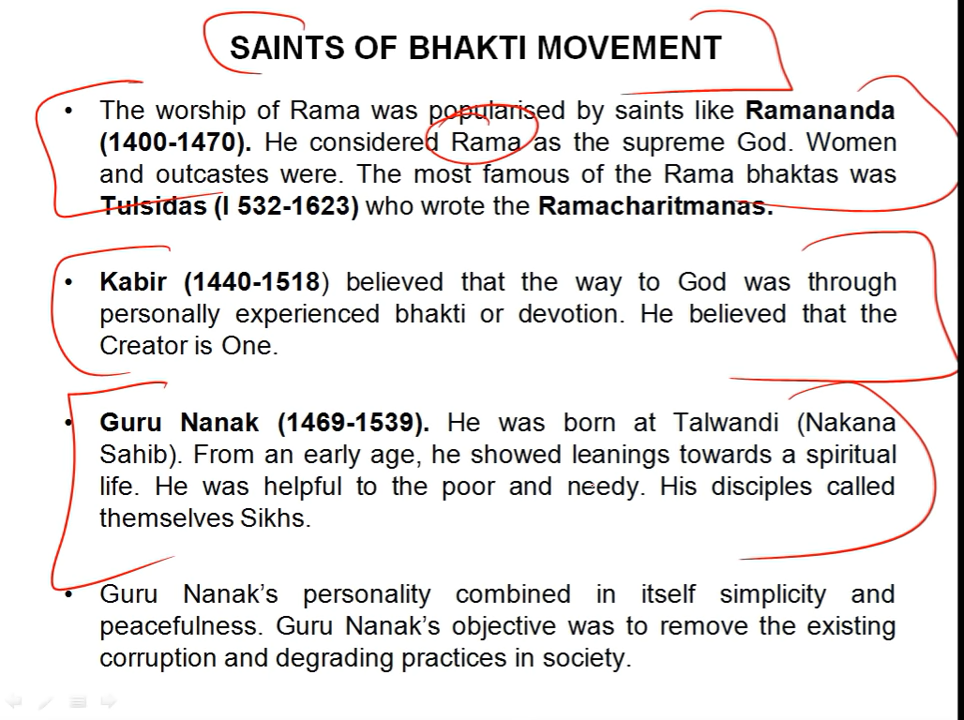 SAINTS OF BHAKTI MOVEMENT
• The worship of Rama was popularised by saints like Ramananda
(1400-1470). He considered Rama as the supreme God. Women
and outcastes were. The most famous of the Rama bhaktas was
Tulsidas (I 532-1623) who wrote the Ramacharitmanas.
• Kabir (1440-1518) believed that the way to God was through
personally experienced bhakti or devotion. He believed that the
Creator is One.
• Guru Nanak (1469-1539). He was born at Talwandi (Nakana
Sahib). From an early age, he showed leanings towards a spiritual
life. He was helpful to the poor and needy. His disciples called
themselves Sikhs.
• Guru Nanak’s personality combined in itself simplicity and
peacefulness. Guru Nanak’s objective was to remove the existing
corruption and degrading practices in society.